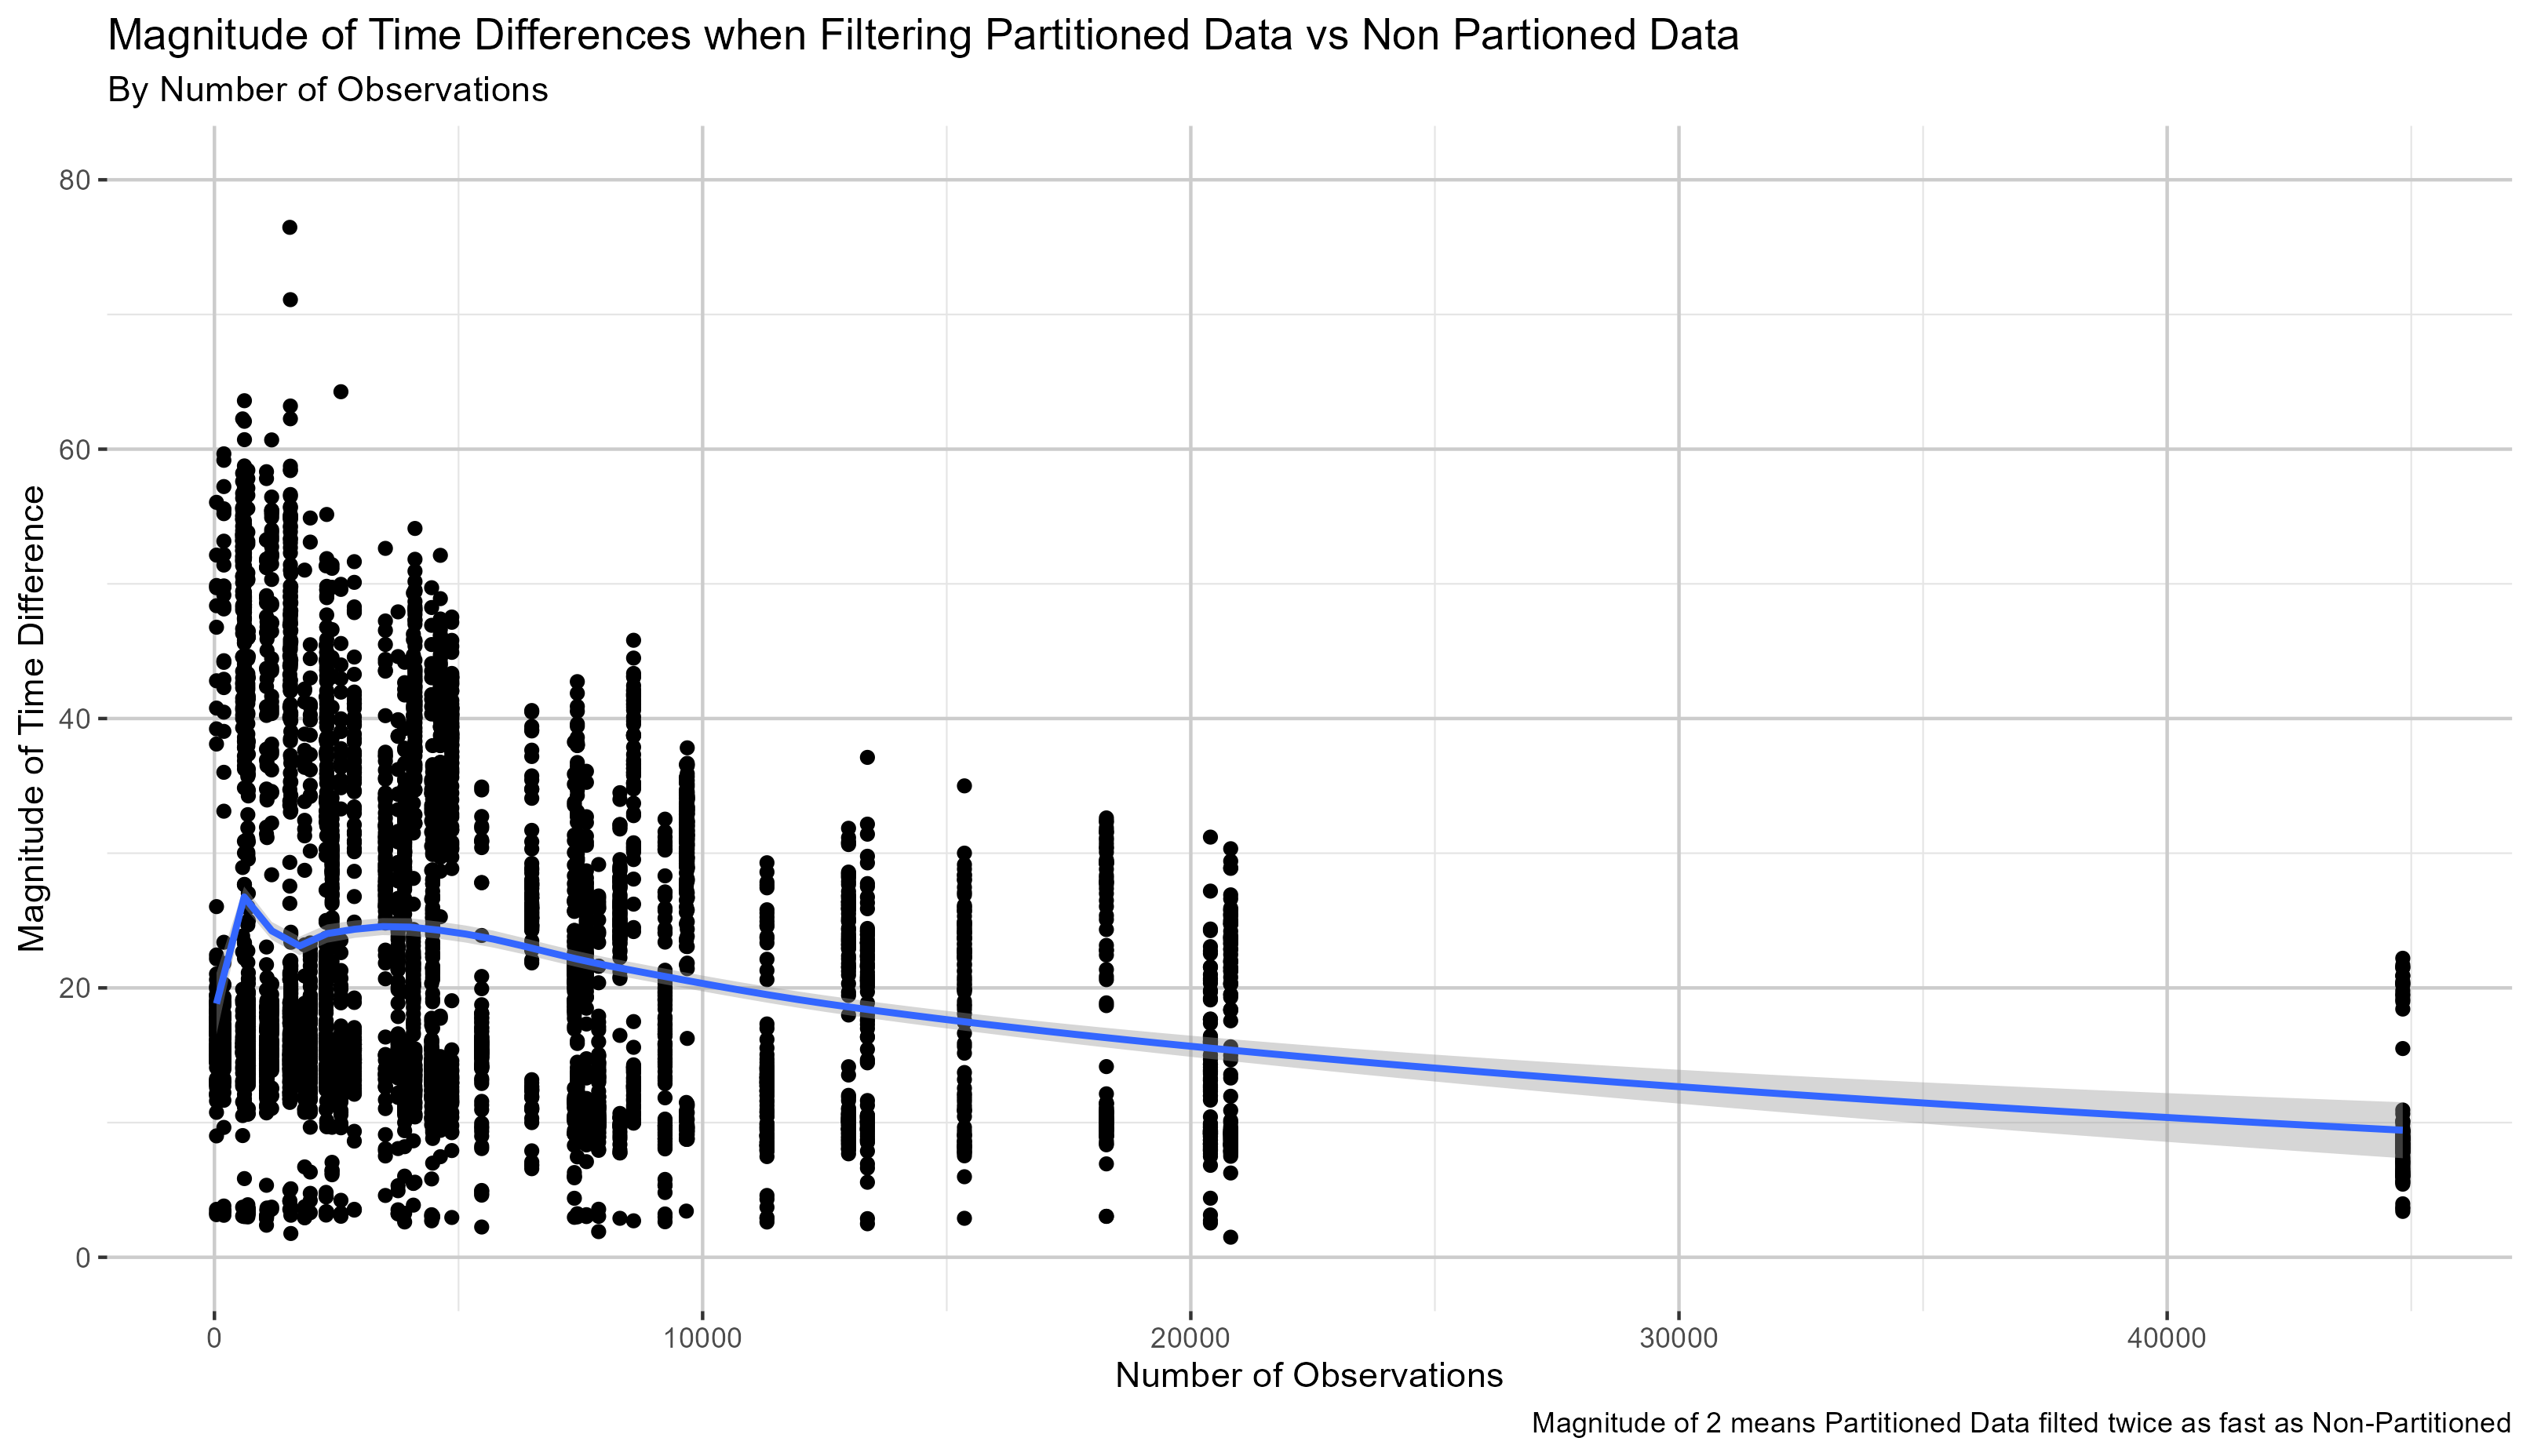 Magnitude of Time Differences when Filtering Partitioned Data vs Non Partioned Data
By Number of Observations
Magnitude of Time Difference
80
60
40
20
0
0 10000 20000 30000 40000
Number of Observations
Magnitude of 2 means Partitioned Data filted twice as fast as Non-Partitioned